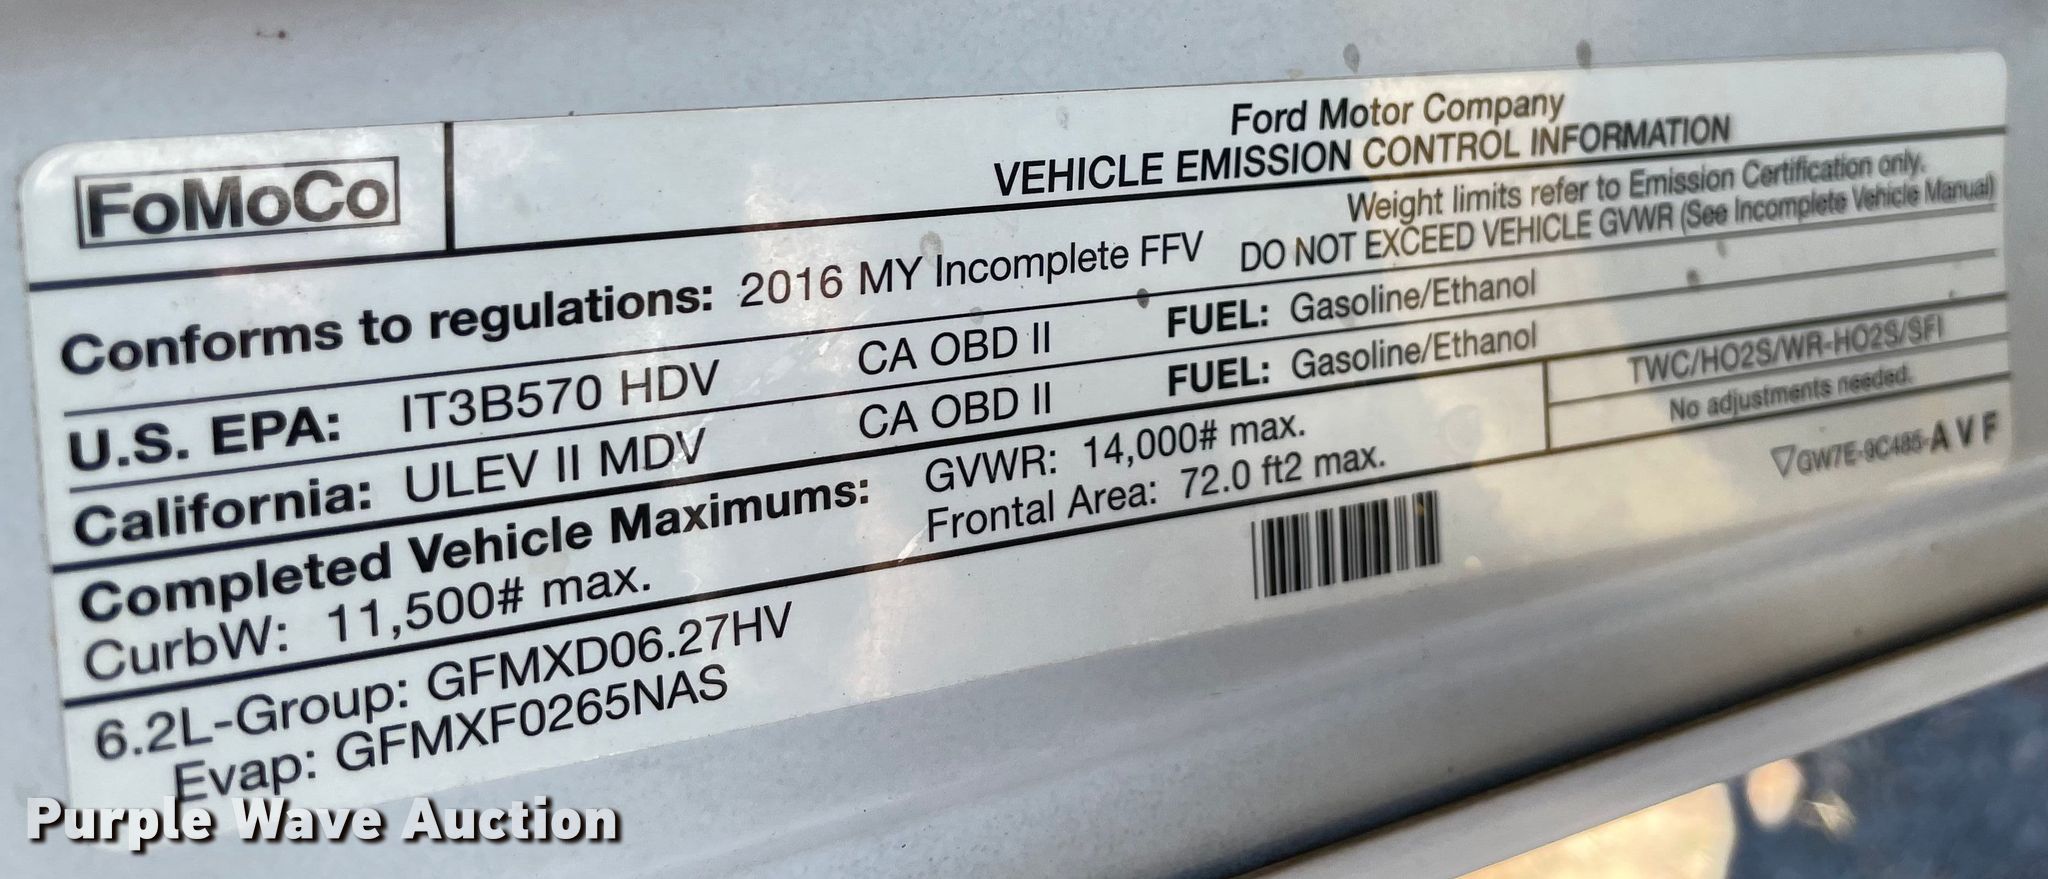 FoMoCo
Ford Motor Company
VEHICLE EMISSION CONTROL INFORMATION
Conforms to regulations: 2016 MY Incomplete FFV
Weight limits refer to Emission Certification only.
DO NOT EXCEED VEHICLE GVWR (See Incomplete Vehicle Manual)
U.S. EPA: IT3B570 HDV CA OBD II FUEL: Gasoline/Ethanol
California: ULEV II MDV CA OBD II FUEL: Gasoline/Ethanol
Completed Vehicle Maximums: GVWR: 14,000# max.
CurbW: 11,500# max. Frontal Area: 72.0 ft2 max.
TWC/HO2S/WR-HO2S/SFI
No adjustments needed.
6.2L-Group: GFMXD06.27HV
Evap: GFMXF0265NAS
GW7E-9C485-A V F
Purple Wave Auction